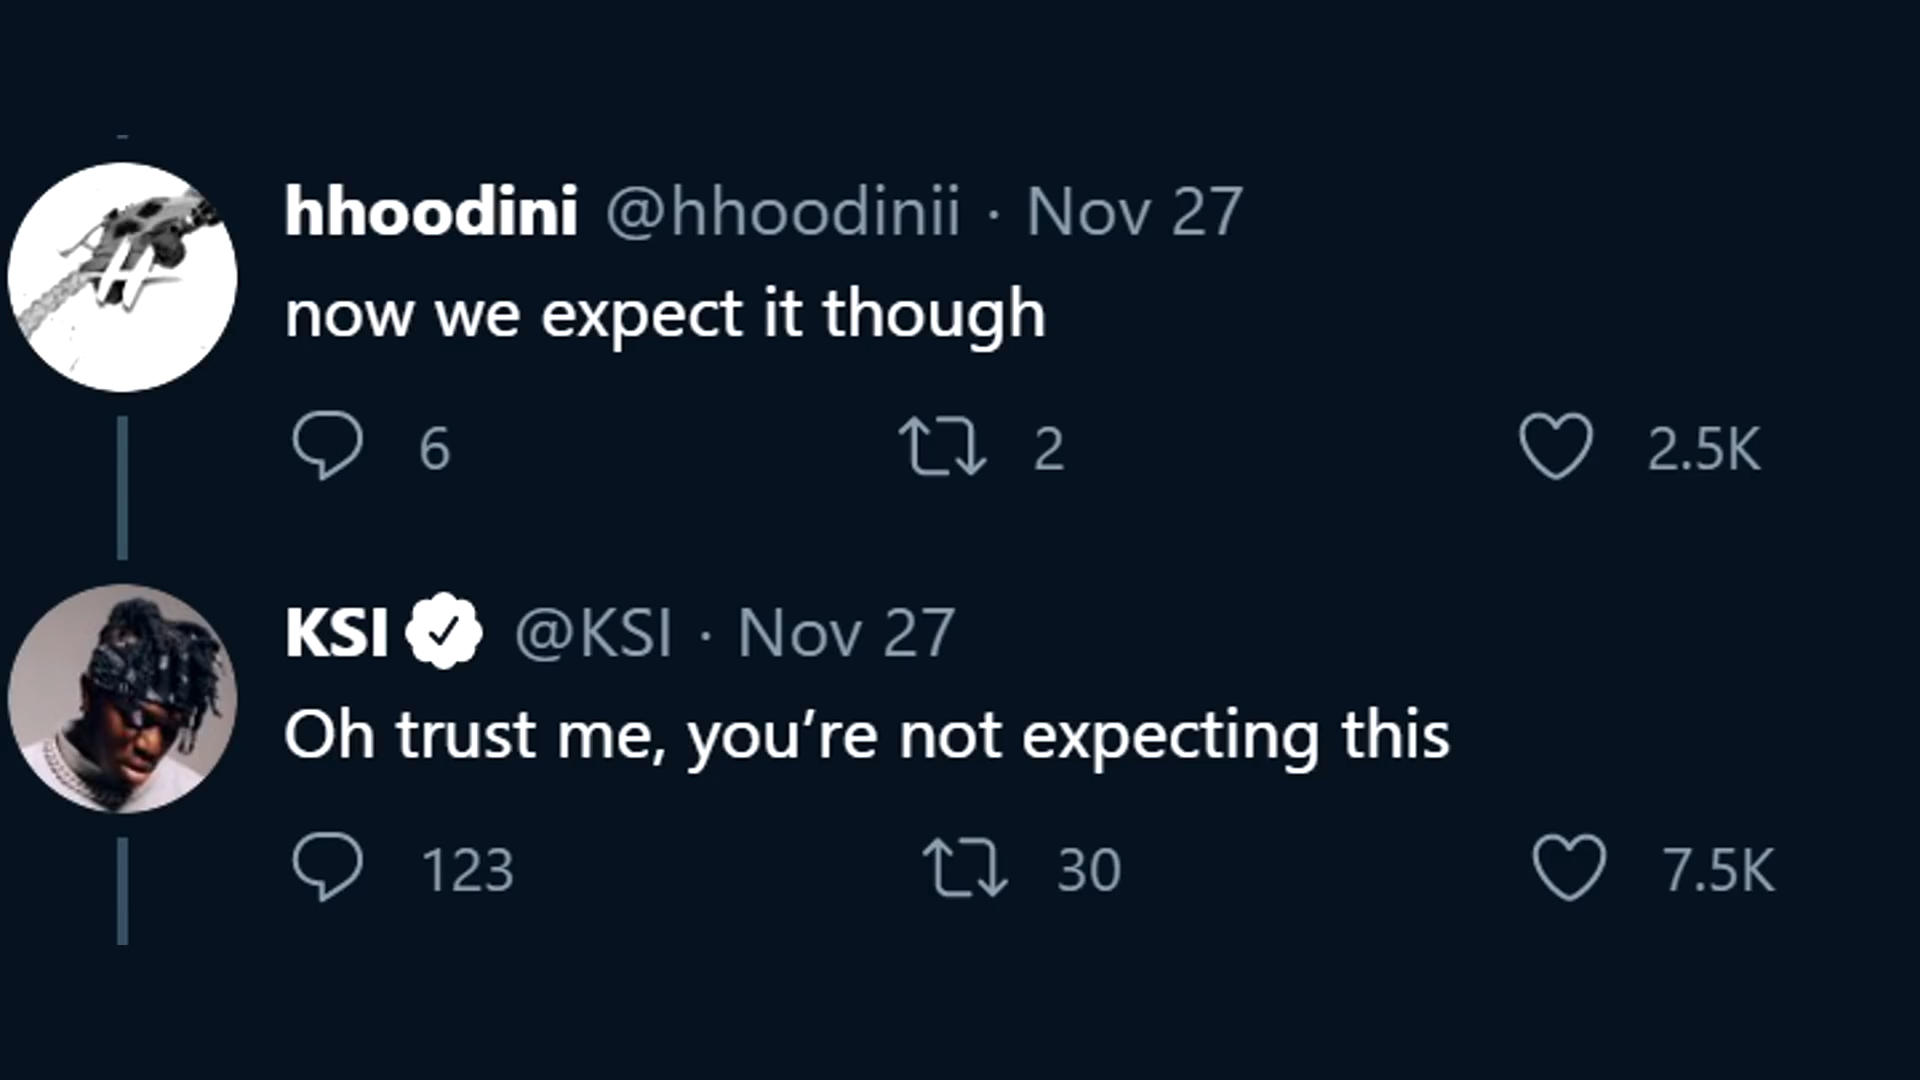 hhoodini @hhoodinii · Nov 27
now we expect it though
6 2 2.5K
KSI @KSI · Nov 27
Oh trust me, you’re not expecting this
123 30 7.5K